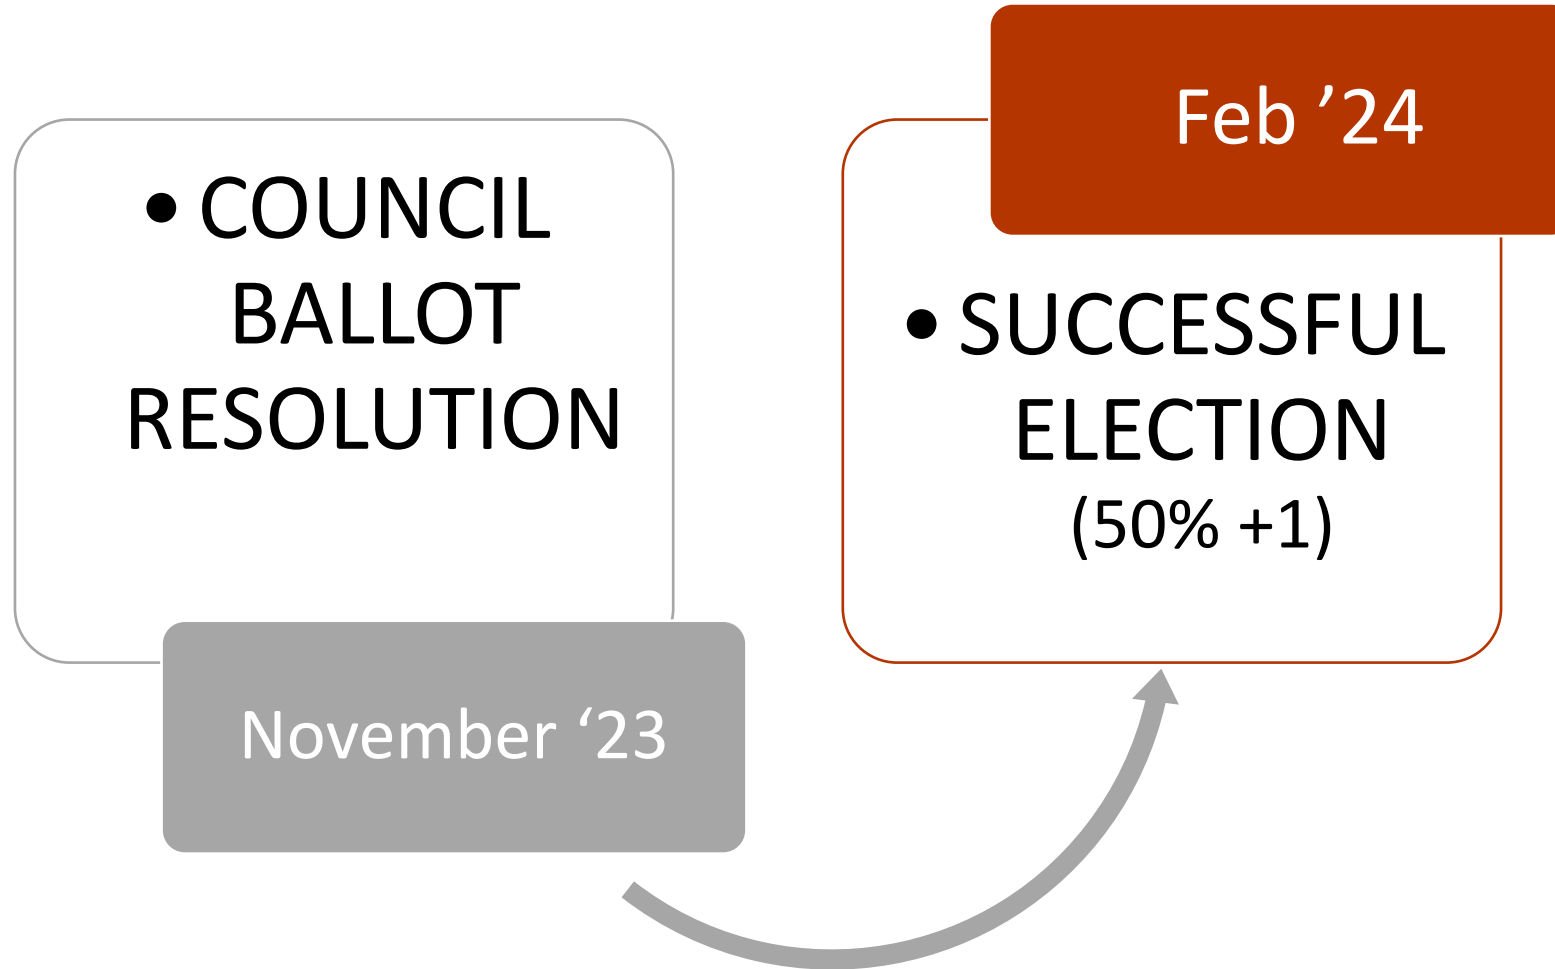 • COUNCIL
BALLOT
RESOLUTION
November ‘23
Feb ’24
• SUCCESSFUL
ELECTION
(50% +1)